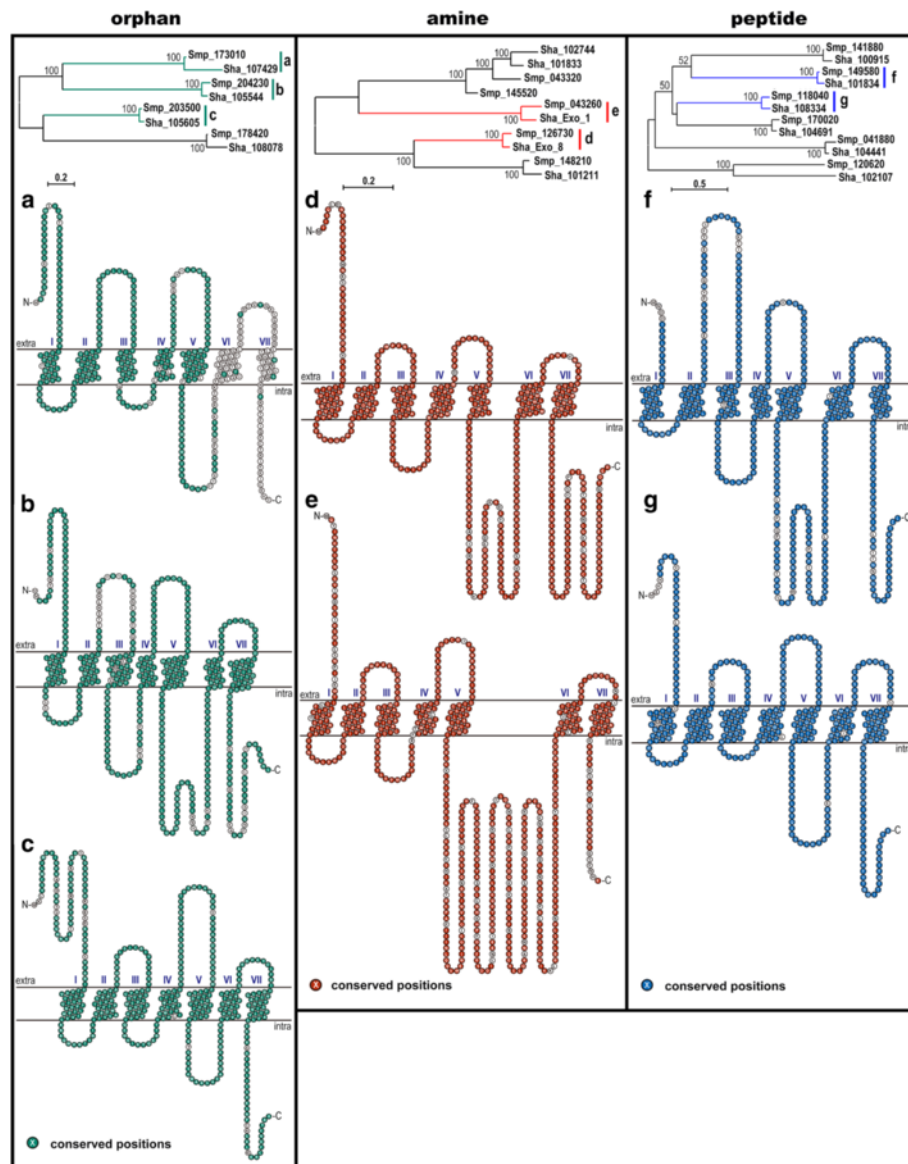 orphan
amine
peptide
100
Smp_173010
Sha_107429
a
100
100
Smp_204230
Sha_105544
b
100
Smp_203500
Sha_105605
c
Smp_178420
100
Sha_108078
0.2
Sha_102744
100
100
Sha_101833
Smp_043320
100
Smp_145520
Smp_043260
100
Sha_Exo_1
e
100
Smp_126730
100
Sha_Exo_8
d
Smp_148210
100
Sha_101211
0.2
100
Smp_141880
Sha_100915
52
100
Smp_149580
Sha_101834
f
50
100
Smp_118040
Sha_108334
g
100
Smp_170020
Sha_104691
Smp_041880
100
Sha_104441
100
Smp_120620
Sha_102107
0.5
a
N
extra
I II III IV V VI VII
intra
C
b
N
extra
I II III IV V VI VII
intra
C
c
N
extra
I II III IV V VI VII
intra
C
X conserved positions
d
N
extra
I II III IV V VI VII
intra
C
e
N
extra
I II III IV V VI VII
intra
C
X conserved positions
f
N
extra
I II III IV V VI VII
intra
C
g
N
extra
I II III IV V VI VII
intra
C
X conserved positions